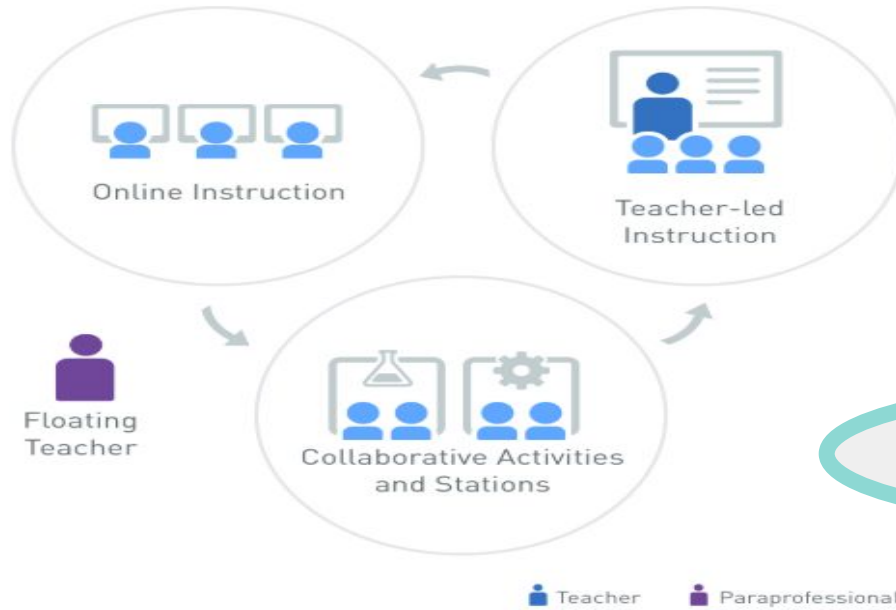 Online Instruction
Teacher-led
Instruction
Floating
Teacher
Collaborative Activities
and Stations
Teacher
Paraprofessional